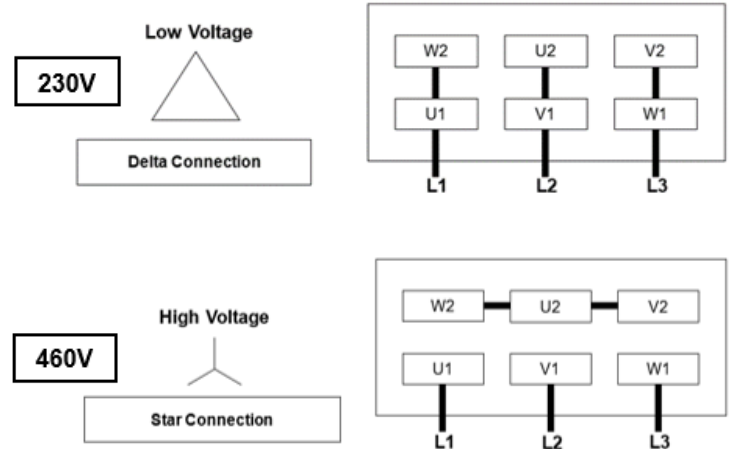 Low Voltage
230V
Delta Connection
W2 U2 V2
U1 V1 W1
L1 L2 L3
High Voltage
460V
Star Connection
W2 U2 V2
U1 V1 W1
L1 L2 L3